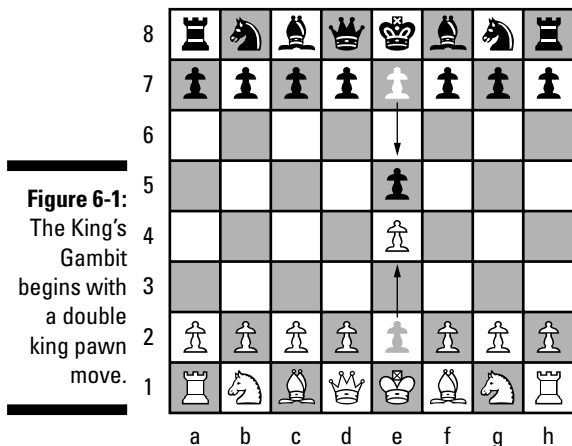 Figure 6-1:
The King's
Gambit
begins with
a double
king pawn
move.
8
7
6
5
4
3
2
1
a b c d e f g h